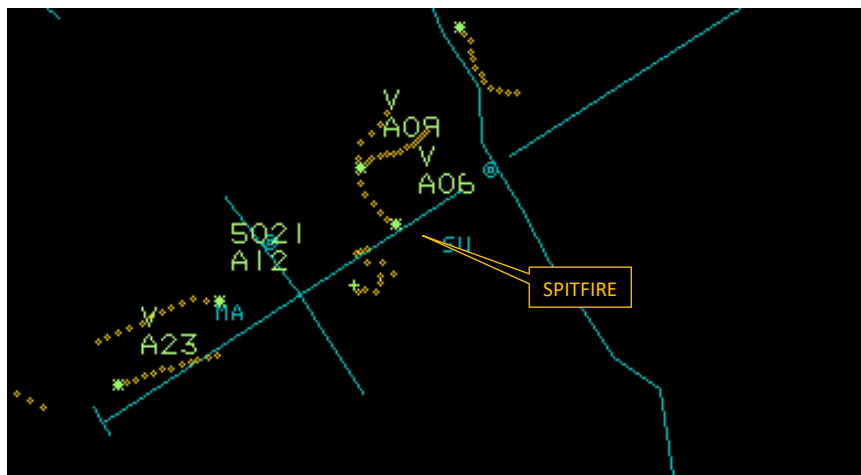 V
A09
V
A06
5021
A12
SU
SPITFIRE
MA
V
A23